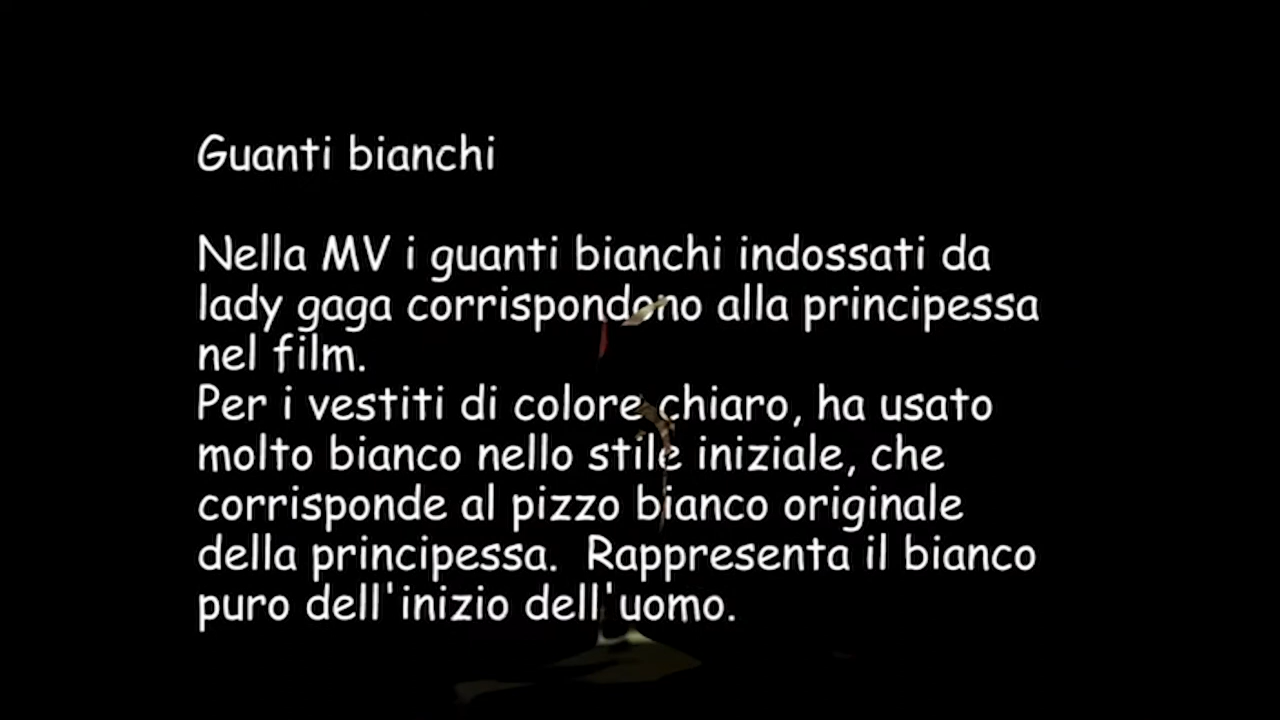 Guanti bianchi
Nella MV i guanti bianchi indossati da
lady gaga corrispondono alla principessa
nel film.
Per i vestiti di colore chiaro, ha usato
molto bianco nello stile iniziale, che
corrisponde al pizzo bianco originale
della principessa.  Rappresenta il bianco
puro dell'inizio dell'uomo.